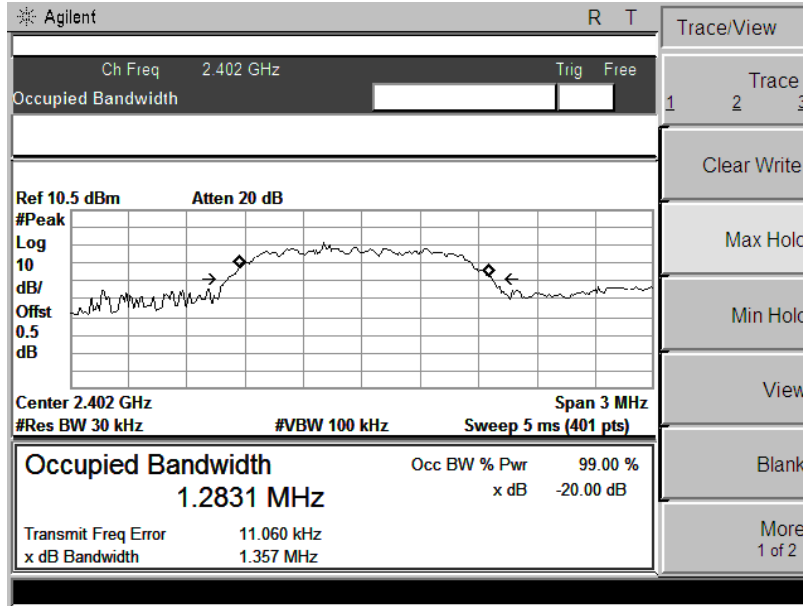 Agilent R T
Ch Freq 2.402 GHz Trig Free
Occupied Bandwidth
Ref 10.5 dBm Atten 20 dB
#Peak
Log
10
dB/
Offst
0.5
dB
Center 2.402 GHz Span 3 MHz
#Res BW 30 kHz #VBW 100 kHz Sweep 5 ms (401 pts)
Occupied Bandwidth Occ BW % Pwr 99.00 %
1.2831 MHz x dB -20.00 dB
Transmit Freq Error 11.060 kHz
x dB Bandwidth 1.357 MHz
Trace/View
Trace
1 2 3
Clear Write
Max Hold
Min Hold
View
Blank
More
1 of 2